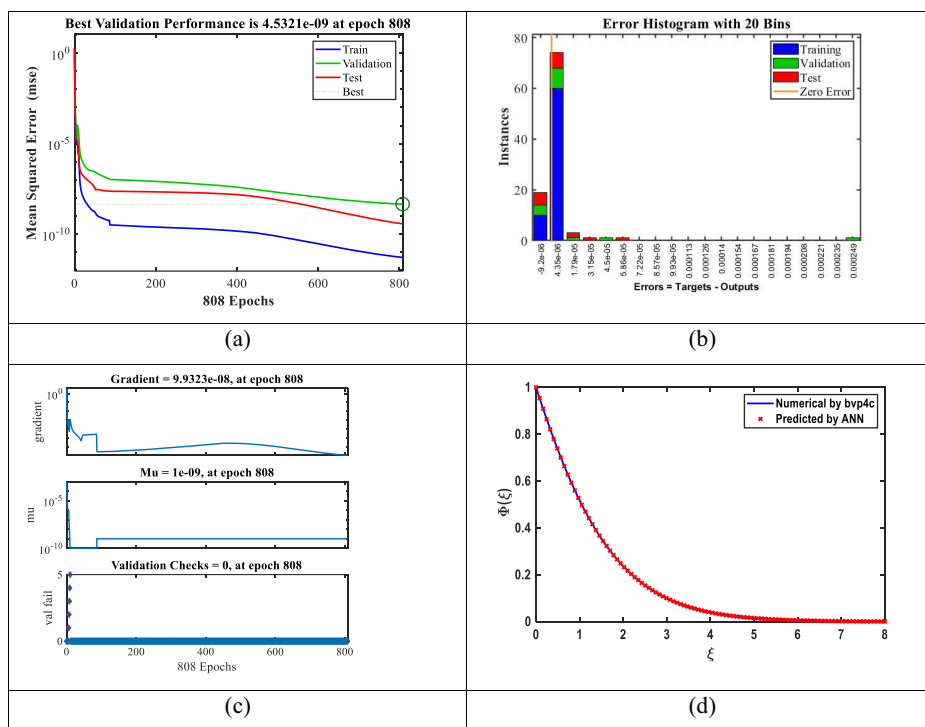 Best Validation Performance is 4.5321e-09 at epoch 808
Mean Squared Error (mse)
10^0
10^-5
10^-10
Train
Validation
Test
Best
0 200 400 600 800
808 Epochs
(a)
Error Histogram with 20 Bins
Instances
80
60
40
20
0
Training
Validation
Test
Zero Error
-9.2e-06
4.35e-06
1.79e-05
3.15e-05
4.5e-05
5.86e-05
7.22e-05
8.57e-05
9.93e-05
0.000113
0.000126
0.00014
0.000154
0.000167
0.000181
0.000194
0.000208
0.000221
0.000235
0.000249
Errors = Targets - Outputs
(b)
Gradient = 9.9323e-08, at epoch 808
gradient
10^0
Mu = 1e-09, at epoch 808
mu
10^-5
10^-10
Validation Checks = 0, at epoch 808
val fail
5
0
0 200 400 600 800
808 Epochs
(c)
Φ(ξ)
1
0.8
0.6
0.4
0.2
0
Numerical by bvp4c
Predicted by ANN
0 1 2 3 4 5 6 7 8
ξ
(d)